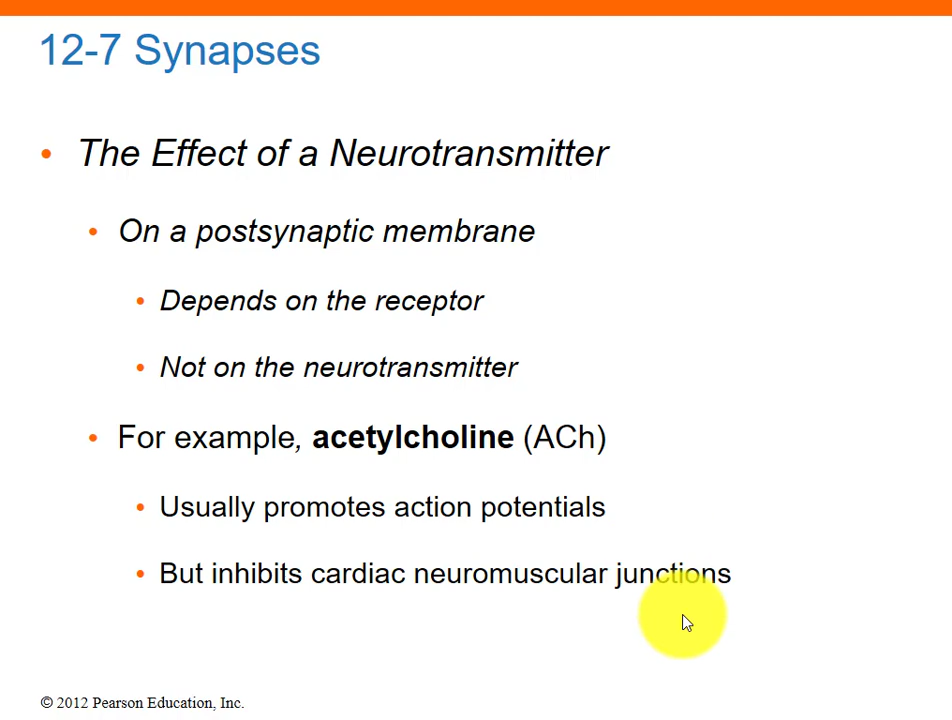 12-7 Synapses
• The Effect of a Neurotransmitter
• On a postsynaptic membrane
• Depends on the receptor
• Not on the neurotransmitter
• For example, acetylcholine (ACh)
• Usually promotes action potentials
• But inhibits cardiac neuromuscular junctions
© 2012 Pearson Education, Inc.